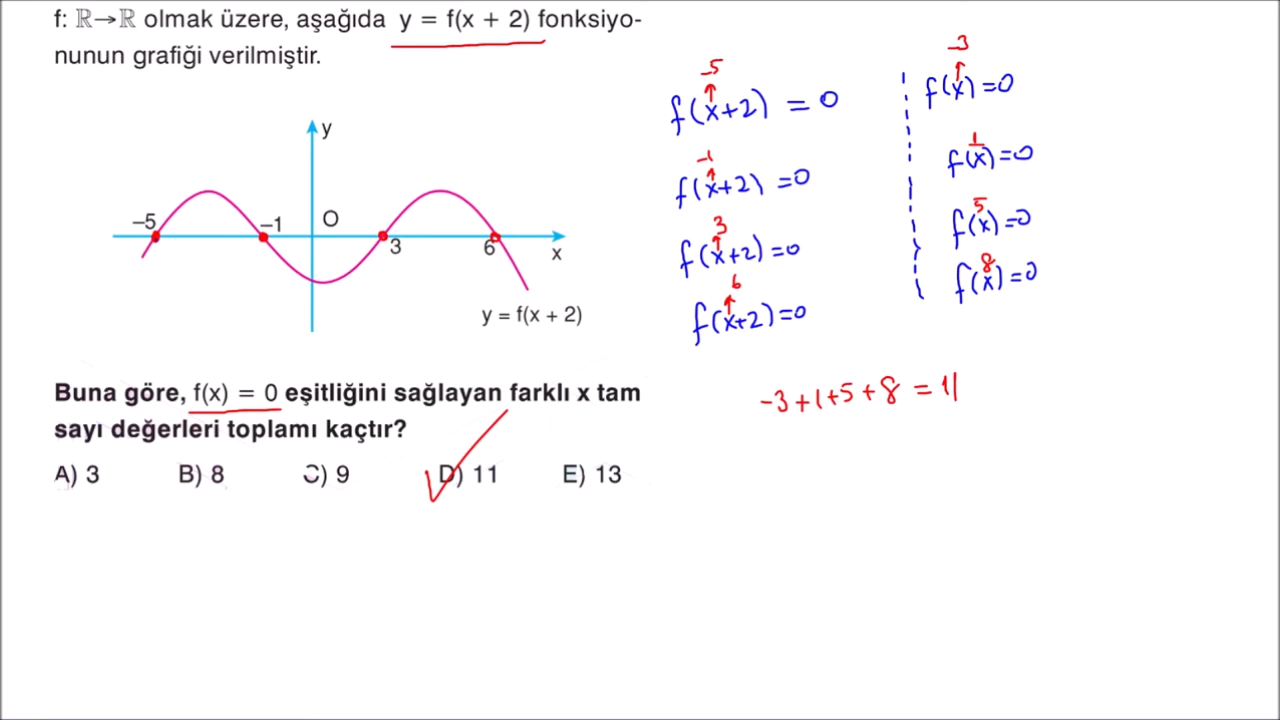 f: ℝ→ℝ olmak üzere, aşağıda y = f(x + 2) fonksiyo-
nunun grafiği verilmiştir.
y
-5
-1
O
3
6
x
y = f(x + 2)
Buna göre, f(x) = 0 eşitliğini sağlayan farklı x tam
sayı değerleri toplamı kaçtır?
A) 3 B) 8 C) 9 D) 11 E) 13
-5
f(x+2) = 0
-1
f(x+2) = 0
3
f(x+2) = 0
6
f(x+2) = 0
-3
f(x) = 0
1
f(x) = 0
5
f(x) = 0
8
f(x) = 0
-3+1+5+8 = 11